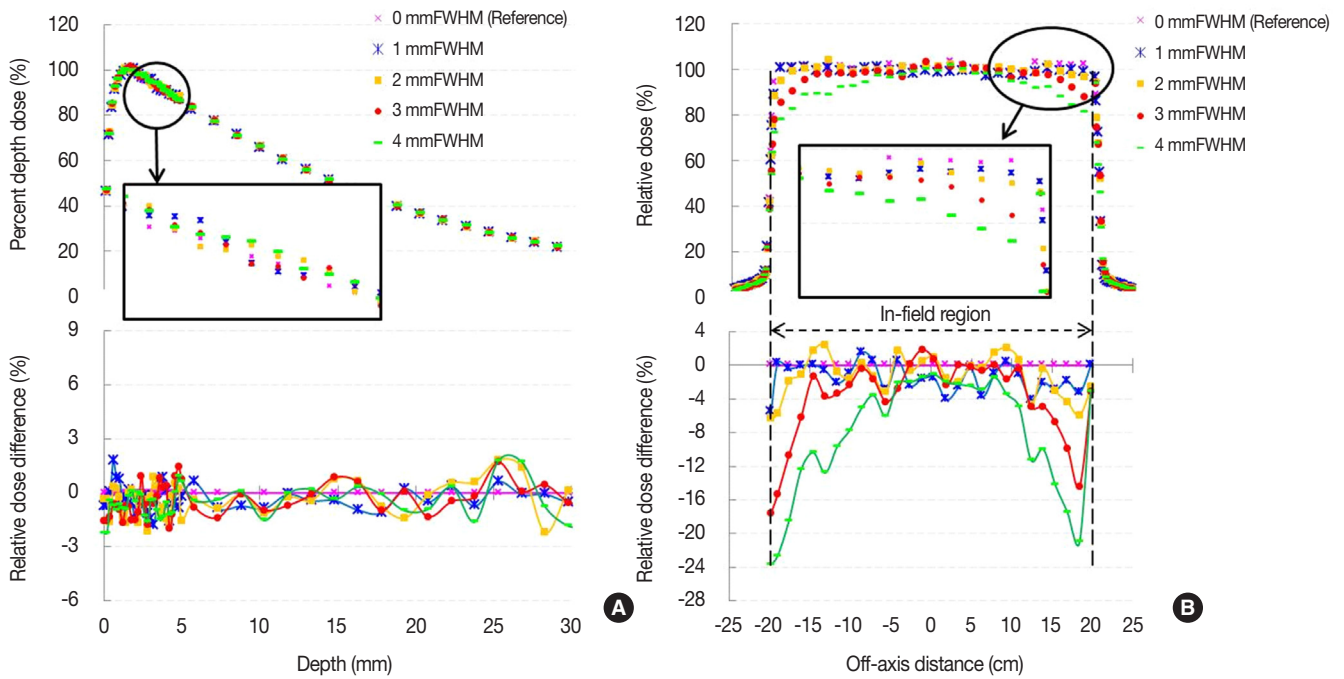 120
100
80
60
40
20
0
Percent depth dose (%)
× 0 mmFWHM (Reference)
1 mmFWHM
2 mmFWHM
3 mmFWHM
4 mmFWHM
9
6
3
0
-3
-6
Relative dose difference (%)
0 5 10 15 20 25 30
Depth (mm)
A
120
100
80
60
40
20
0
Relative dose (%)
× 0 mmFWHM (Reference)
1 mmFWHM
2 mmFWHM
3 mmFWHM
4 mmFWHM
In-field region
4
0
-4
-8
-12
-16
-20
-24
-28
Relative dose difference (%)
-25 -20 -15 -10 -5 0 5 10 15 20 25
Off-axis distance (cm)
B